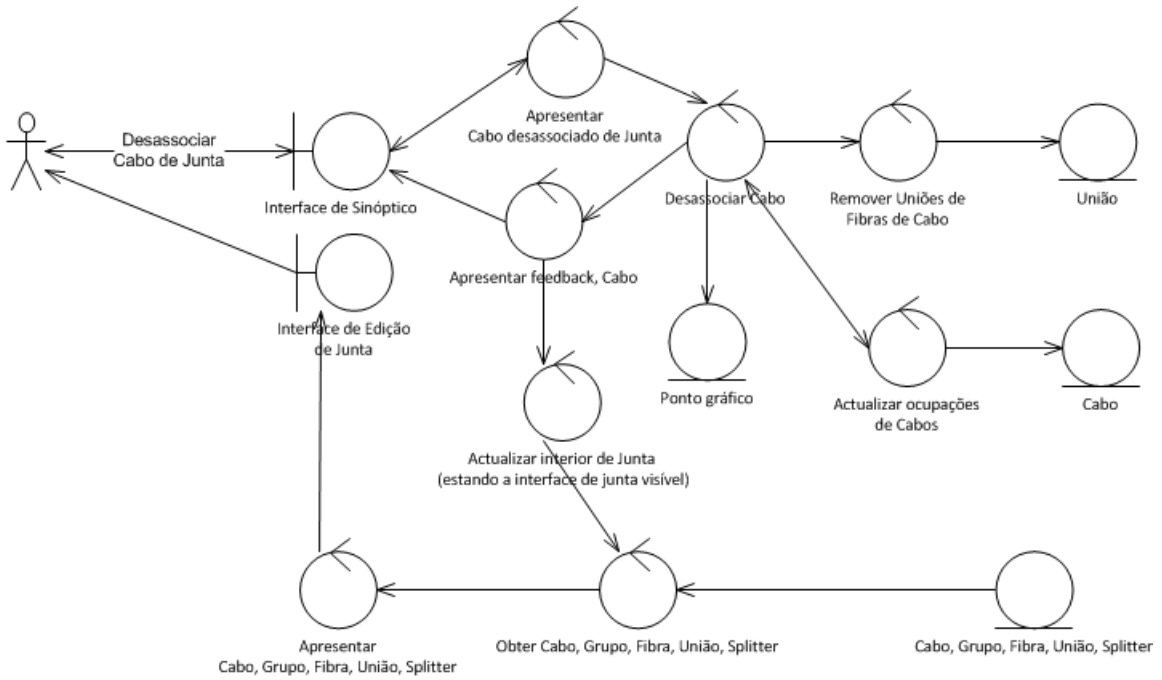 Apresentar
Cabo desassociado de Junta
Desassociar
Cabo de Junta
Interface de Sinóptico
Desassociar Cabo
Remover Uniões de
Fibras de Cabo
União
Apresentar feedback, Cabo
Interface de Edição
de Junta
Ponto gráfico
Actualizar ocupações
de Cabos
Cabo
Actualizar interior de Junta
(estando a interface de junta visível)
Apresentar
Cabo, Grupo, Fibra, União, Splitter
Obter Cabo, Grupo, Fibra, União, Splitter
Cabo, Grupo, Fibra, União, Splitter